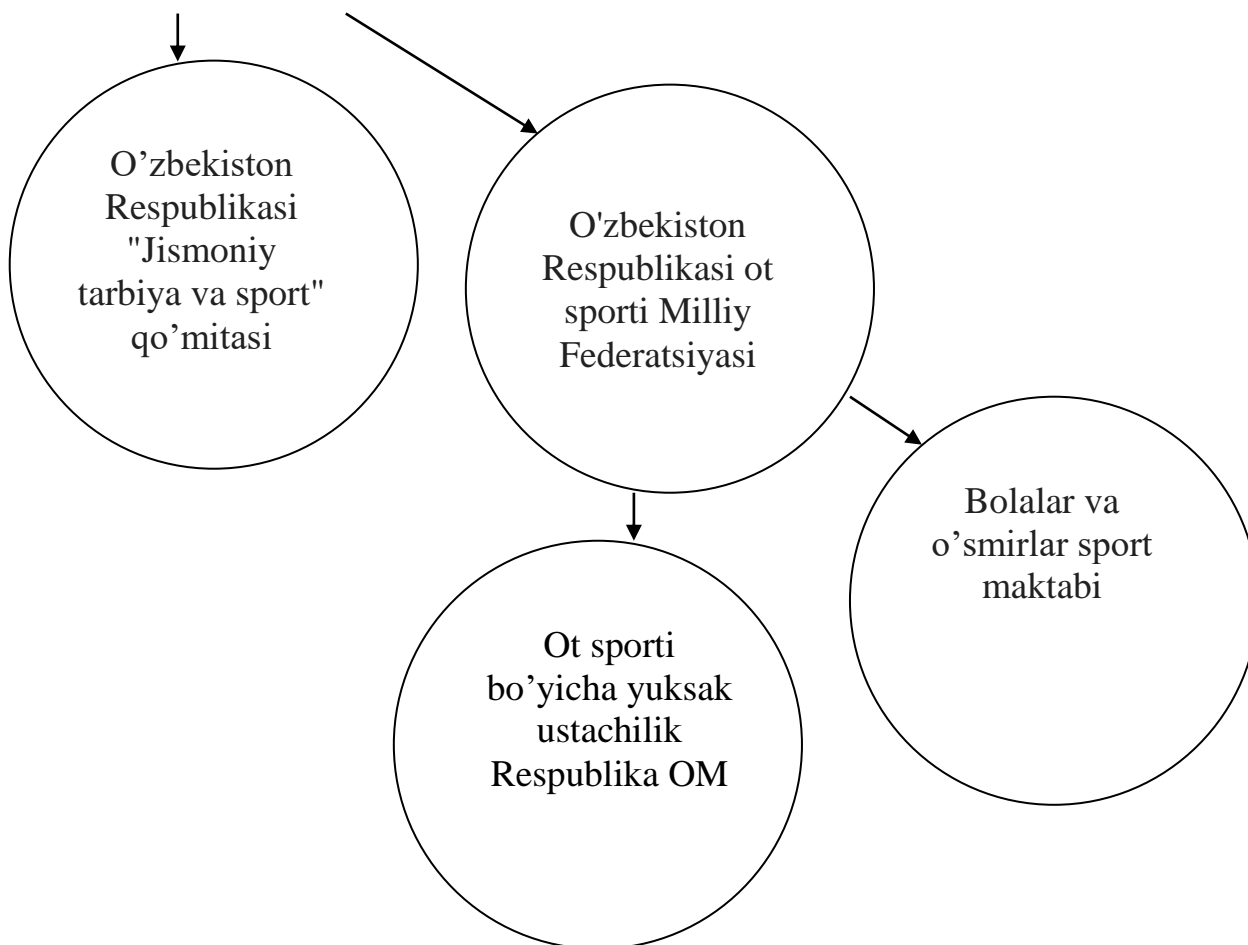 O’zbekiston
Respublikasi
"Jismoniy
tarbiya va sport"
qo’mitasi
O'zbekiston
Respublikasi ot
sporti Milliy
Federatsiyasi
Bolalar va
o’smirlar sport
maktabi
Ot sporti
bo’yicha yuksak
ustachilik
Respublika OM